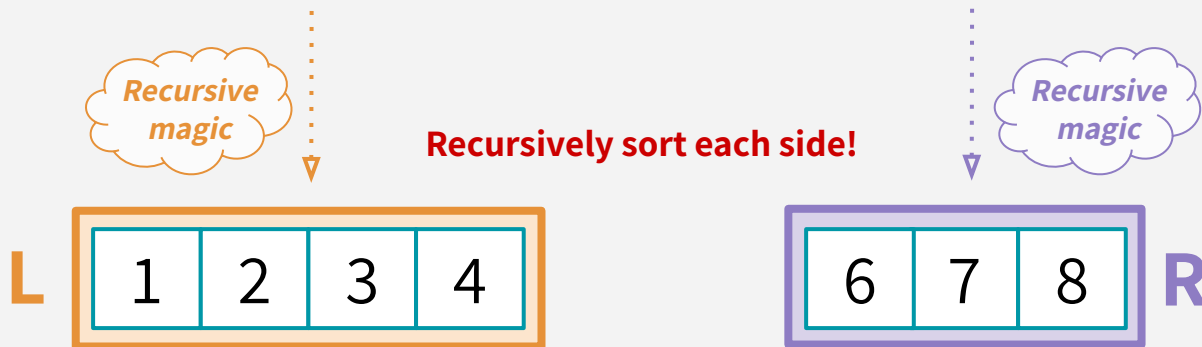 Recursive
magic
Recursively sort each side!
Recursive
magic
L 1 2 3 4
6 7 8 R